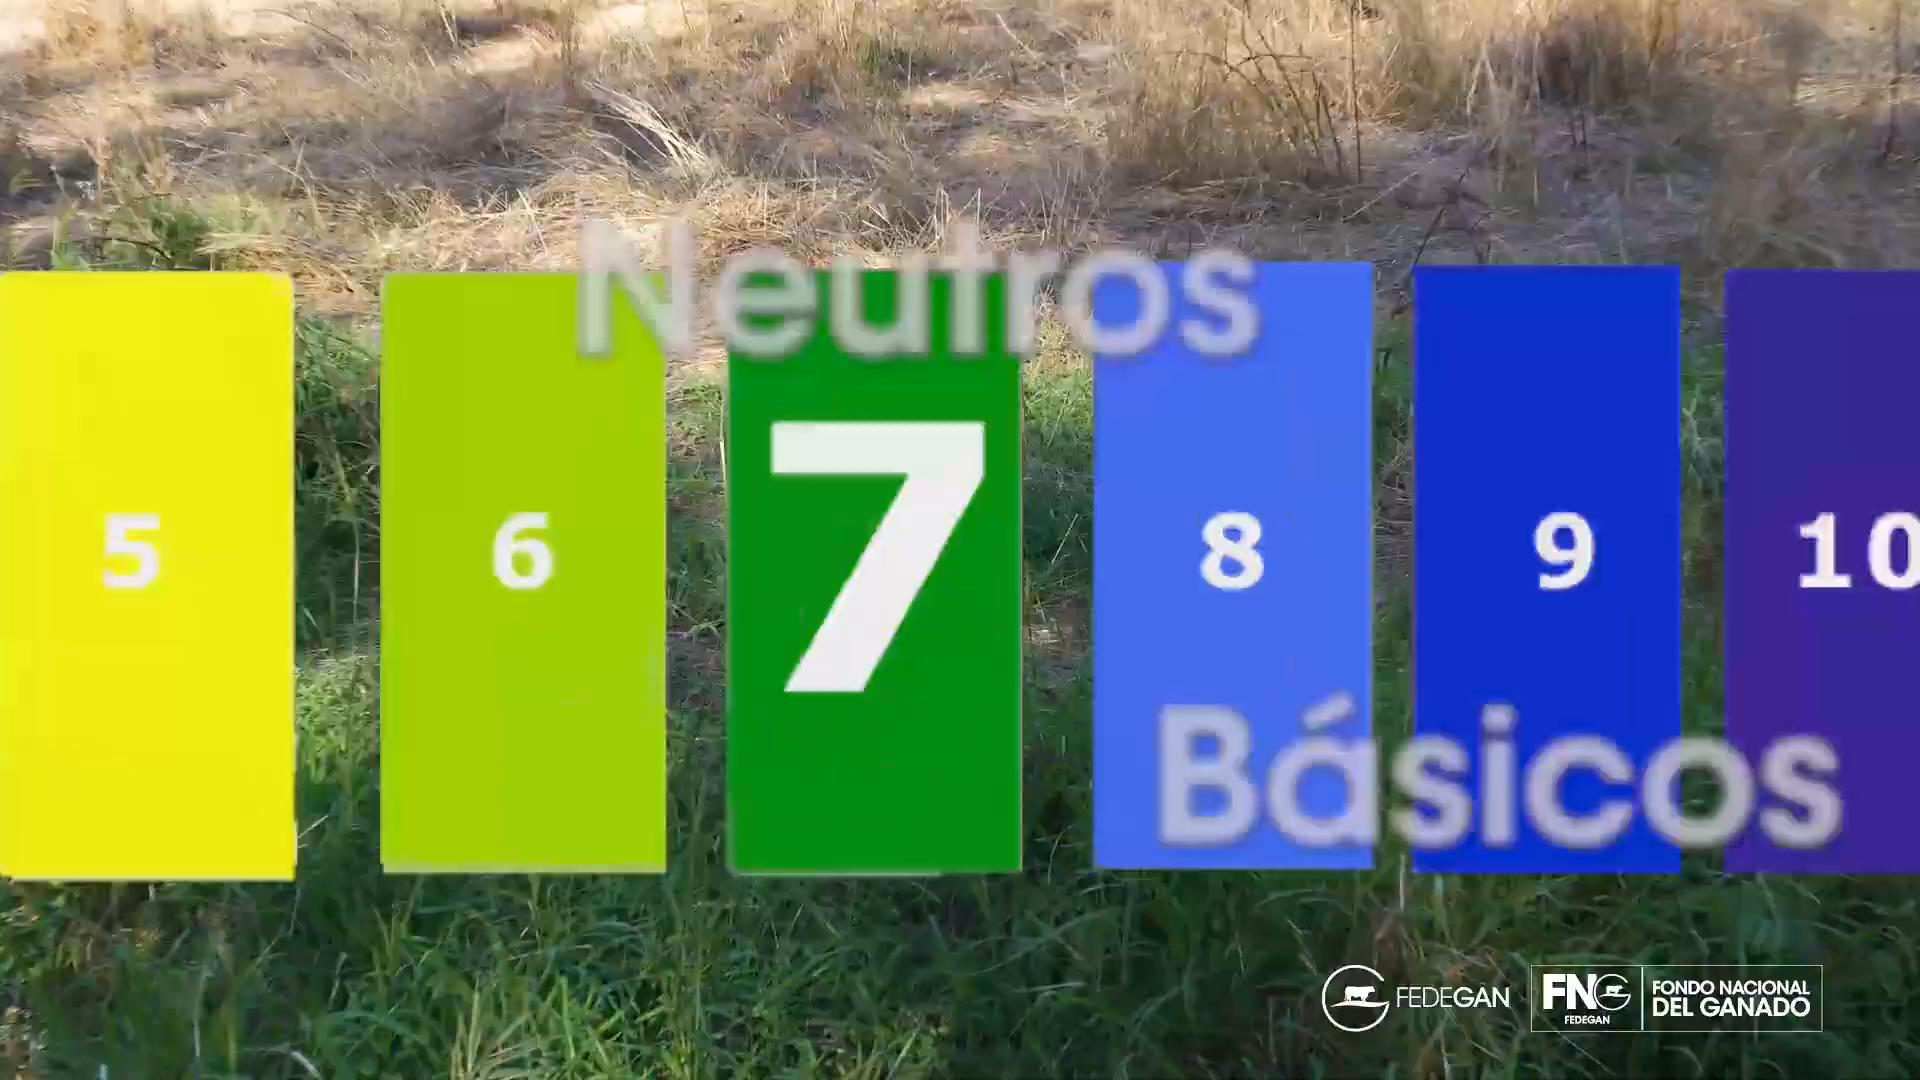 Neutros
5 6 7 8 9 10
Básicos
FEDEGAN
FNG
FEDEGAN
FONDO NACIONAL
DEL GANADO